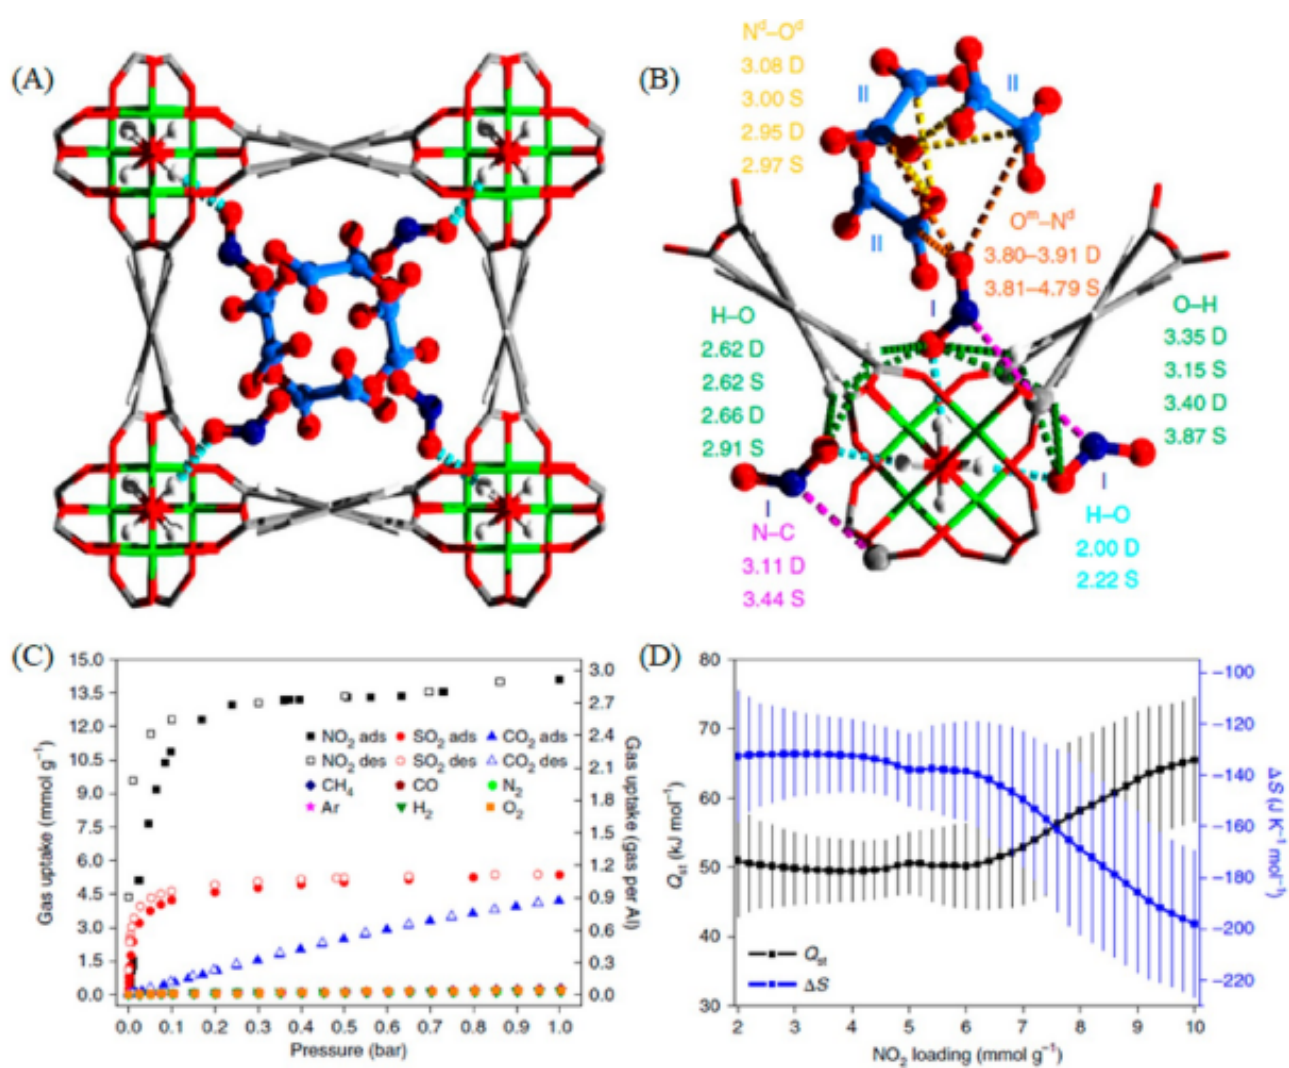 (A)
(B)
Nᵈ–Oᵈ
3.08 D
3.00 S
2.95 D
2.97 S
II
II
II
Oᵐ–Nᵈ
3.80–3.91 D
3.81–4.79 S
I
H–O
2.62 D
2.62 S
2.66 D
2.91 S
O–H
3.35 D
3.15 S
3.40 D
3.87 S
I
N–C
3.11 D
3.44 S
I
H–O
2.00 D
2.22 S
(C)
Gas uptake (mmol g⁻¹)
15.0
13.5
12.0
10.5
9.0
7.5
6.0
4.5
3.0
1.5
0.0
NO₂ ads SO₂ ads CO₂ ads
NO₂ des SO₂ des CO₂ des
CH₄ CO N₂
Ar H₂ O₂
3.0
2.7
2.4
2.1
1.8
1.5
1.2
0.9
0.6
0.3
0.0
Gas uptake (gas per Al)
0.0 0.1 0.2 0.3 0.4 0.5 0.6 0.7 0.8 0.9 1.0
Pressure (bar)
(D)
Qst (kJ mol⁻¹)
80
70
60
50
40
30
Qst
ΔS
–100
–120
–140
–160
–180
–200
–220
ΔS (J K⁻¹ mol⁻¹)
2 3 4 5 6 7 8 9 10
NO₂ loading (mmol g⁻¹)